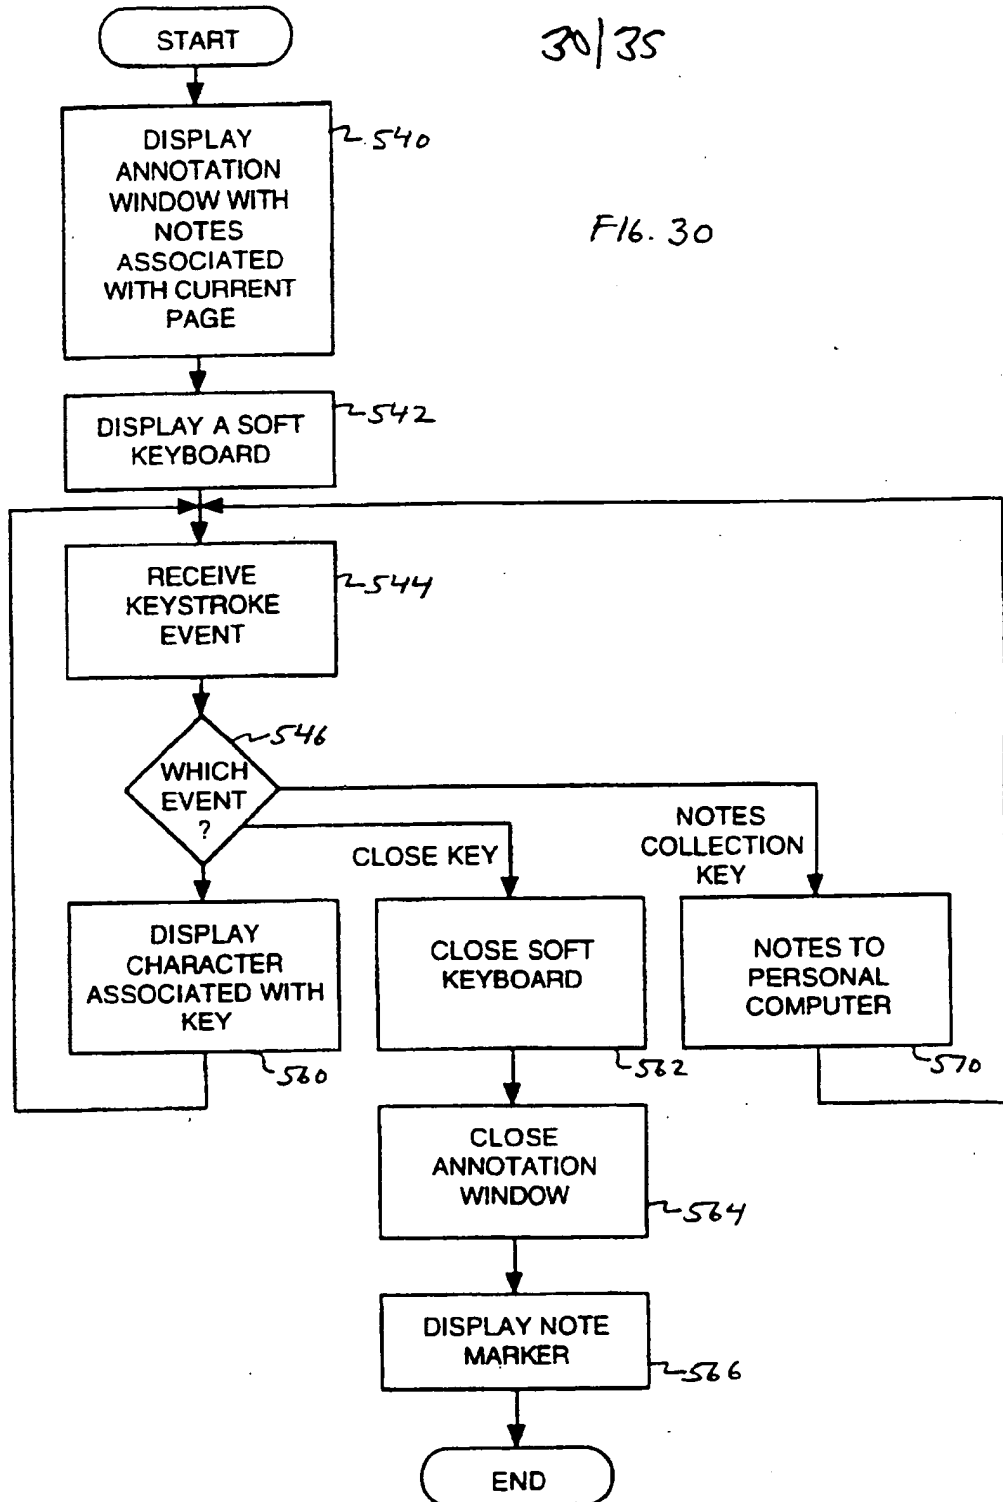 START
30/35
DISPLAY
ANNOTATION
WINDOW WITH
NOTES
ASSOCIATED
WITH CURRENT
PAGE
540
FIG. 30
DISPLAY A SOFT
KEYBOARD
542
RECEIVE
KEYSTROKE
EVENT
544
WHICH
EVENT
?
546
CLOSE KEY
NOTES
COLLECTION
KEY
DISPLAY
CHARACTER
ASSOCIATED WITH
KEY
560
CLOSE SOFT
KEYBOARD
562
NOTES TO
PERSONAL
COMPUTER
570
CLOSE
ANNOTATION
WINDOW
564
DISPLAY NOTE
MARKER
566
END